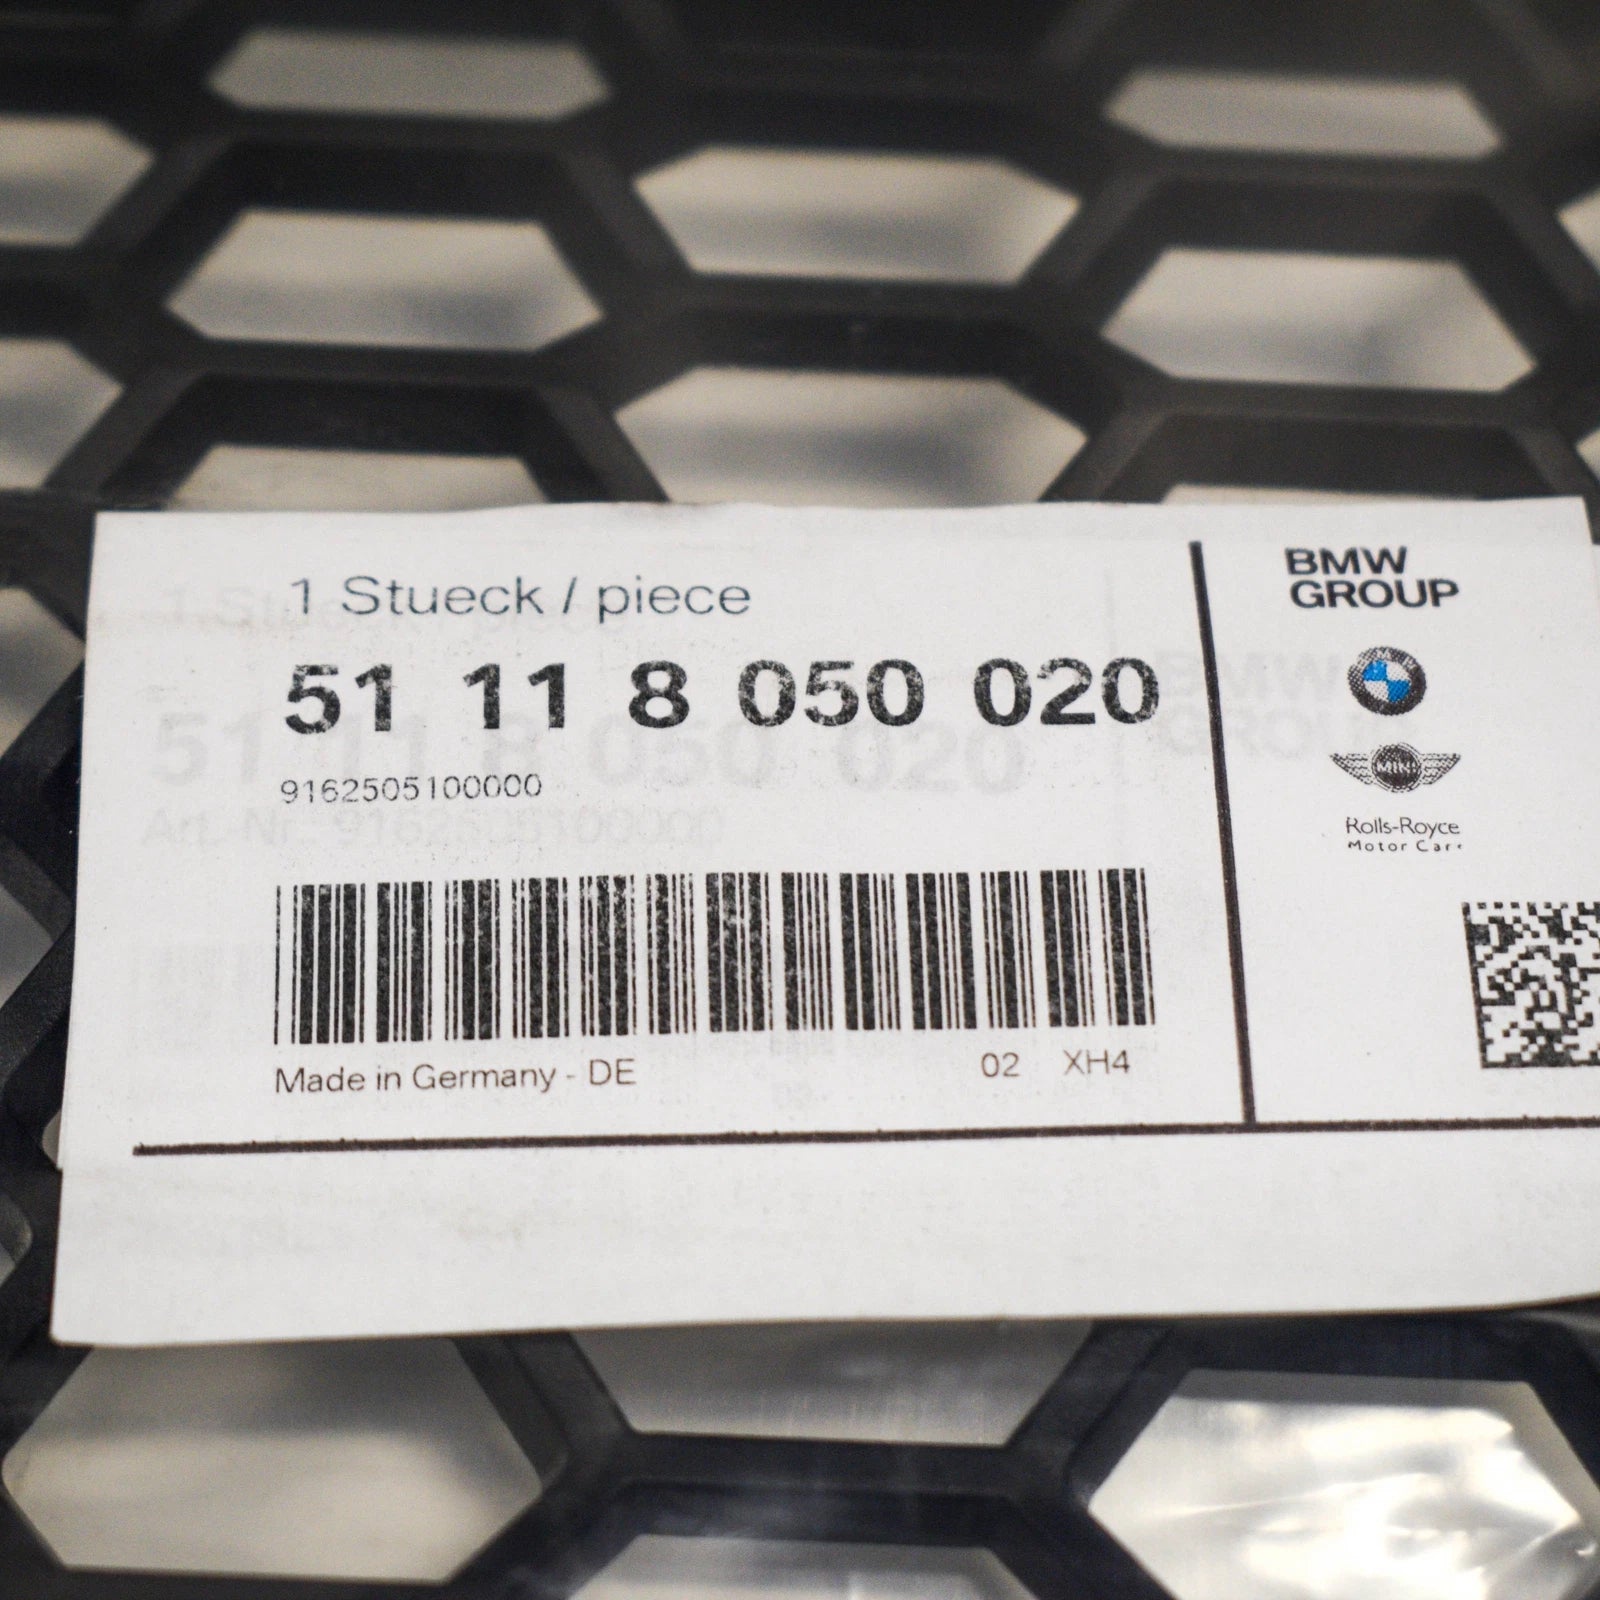 1 Stueck / piece
51 11 8 050 020
9162505100000
Made in Germany - DE
02 XH4
BMW
GROUP
MINI
Rolls-Royce
Motor Cars